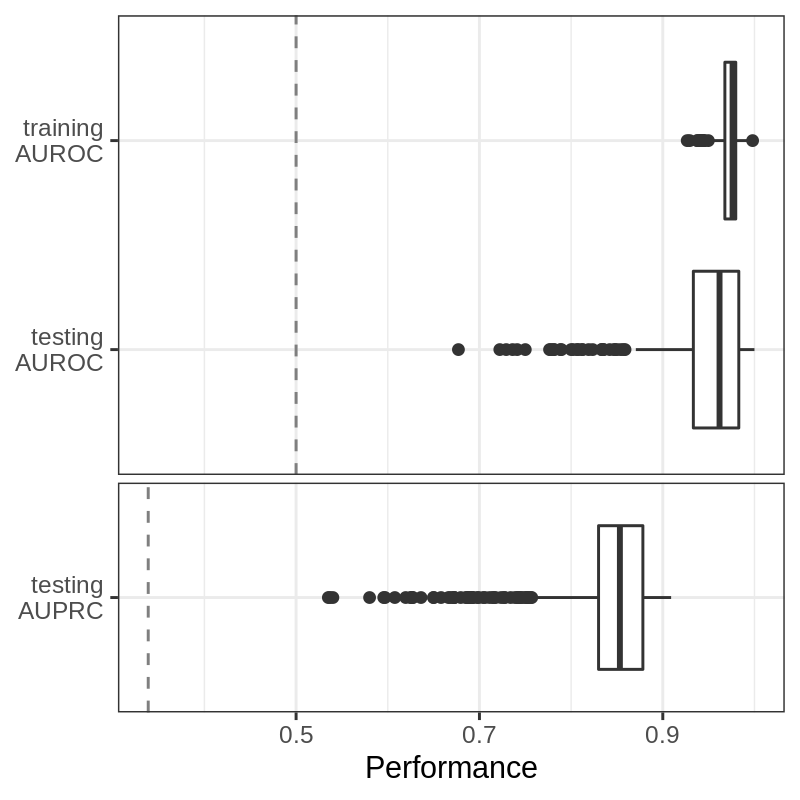 training
AUROC
testing
AUROC
testing
AUPRC
0.5 0.7 0.9
Performance